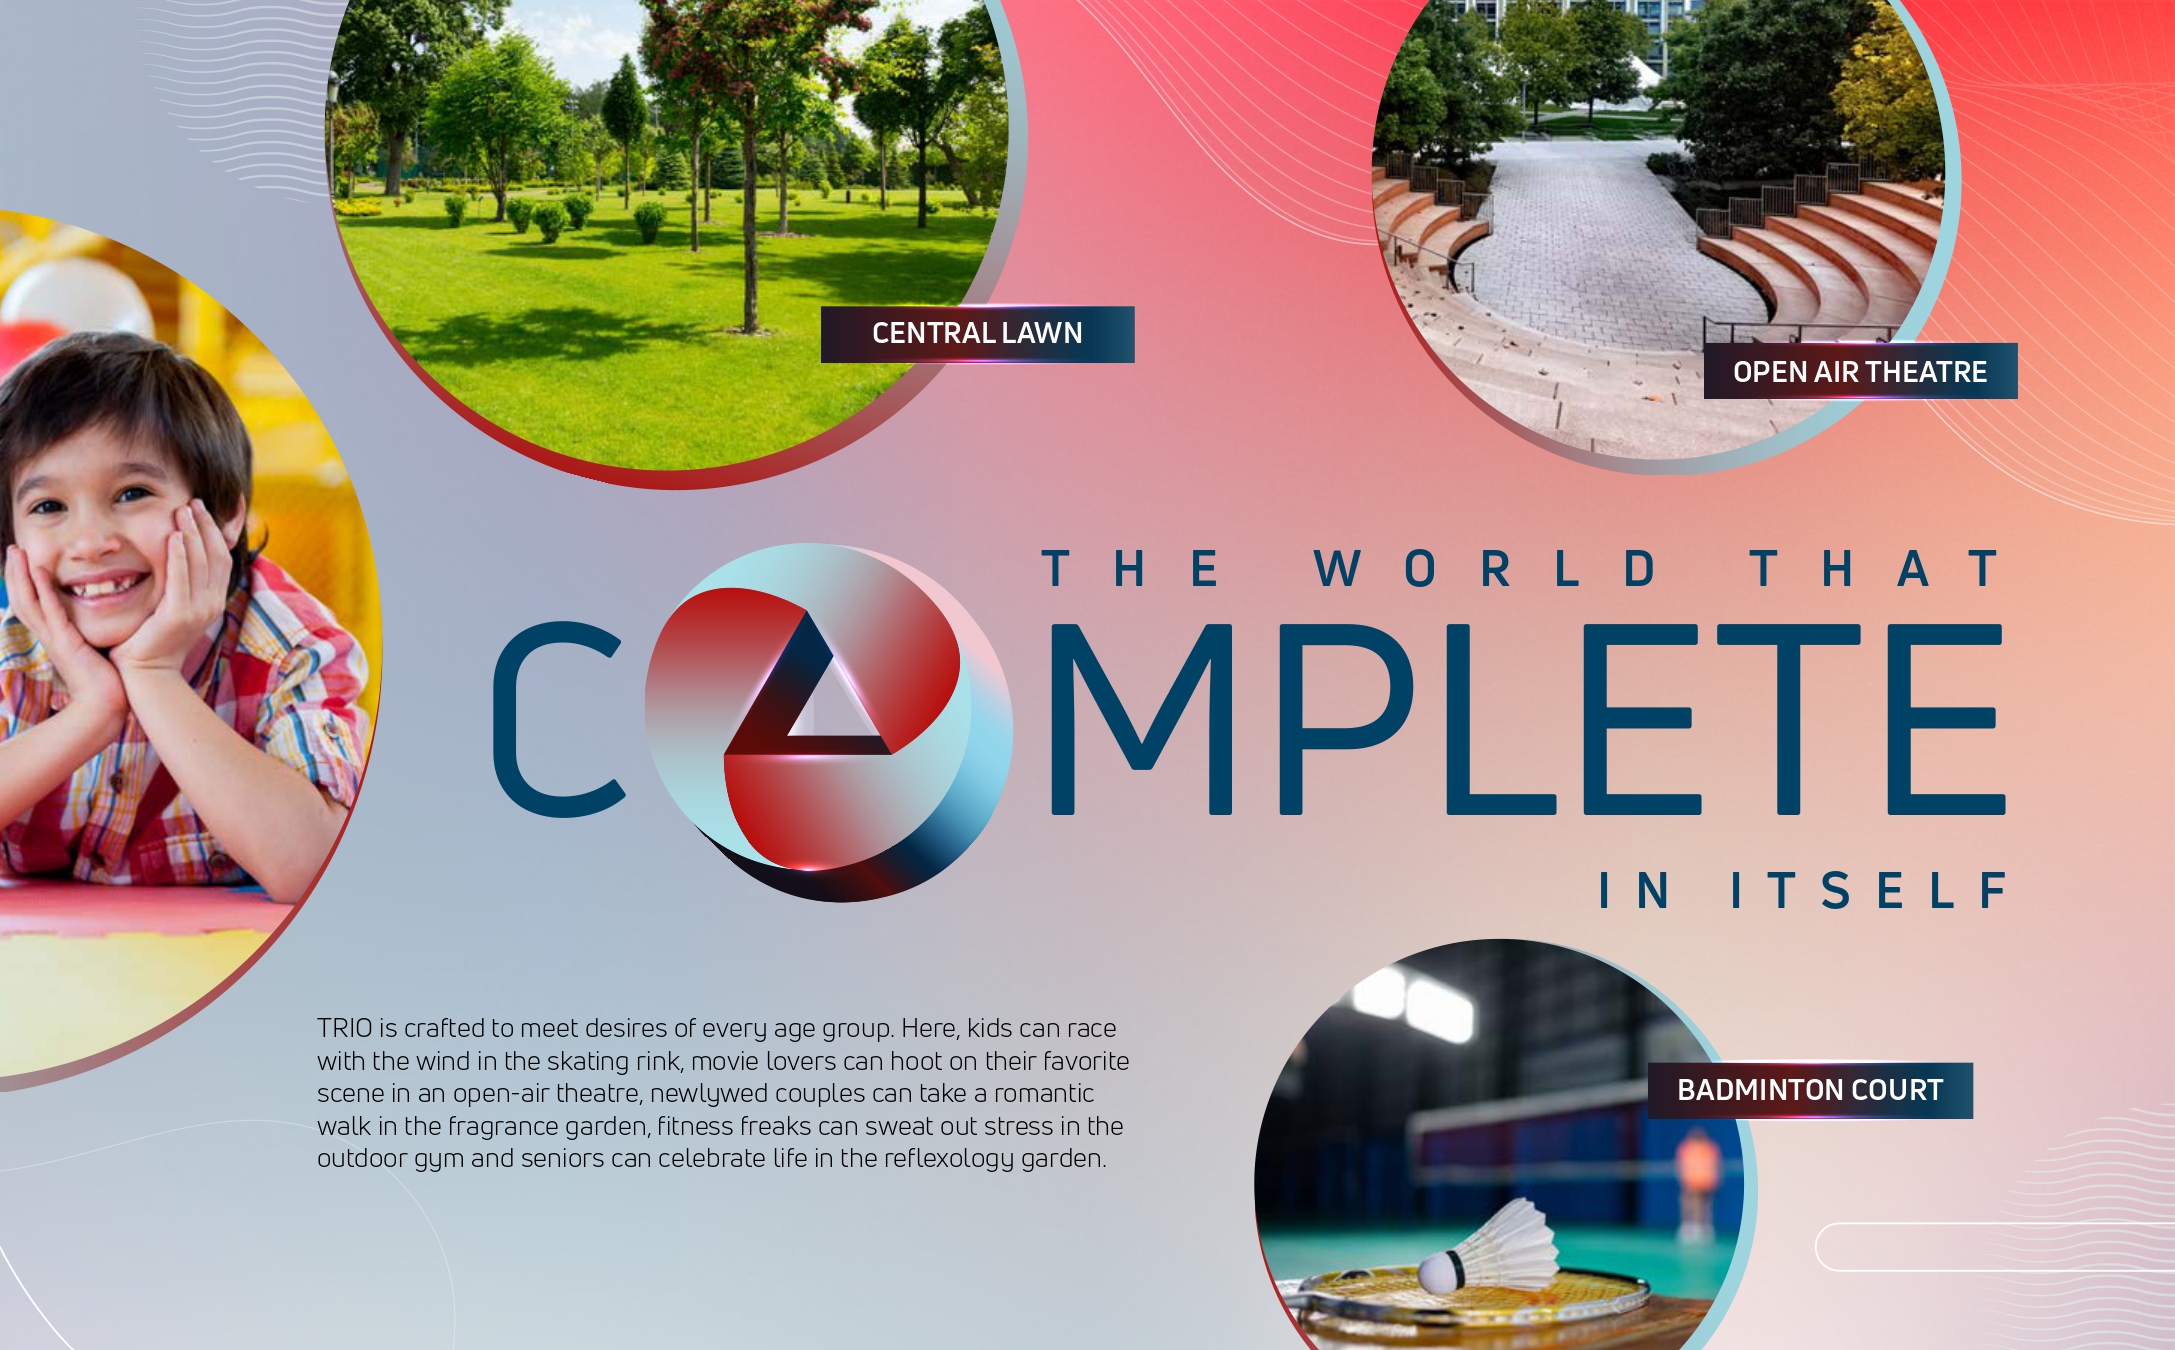 CENTRAL LAWN
OPEN AIR THEATRE
THE WORLD THAT
COMPLETE
IN ITSELF
TRIO is crafted to meet desires of every age group. Here, kids can race
with the wind in the skating rink, movie lovers can hoot on their favorite
scene in an open-air theatre, newlywed couples can take a romantic
walk in the fragrance garden, fitness freaks can sweat out stress in the
outdoor gym and seniors can celebrate life in the reflexology garden.
BADMINTON COURT